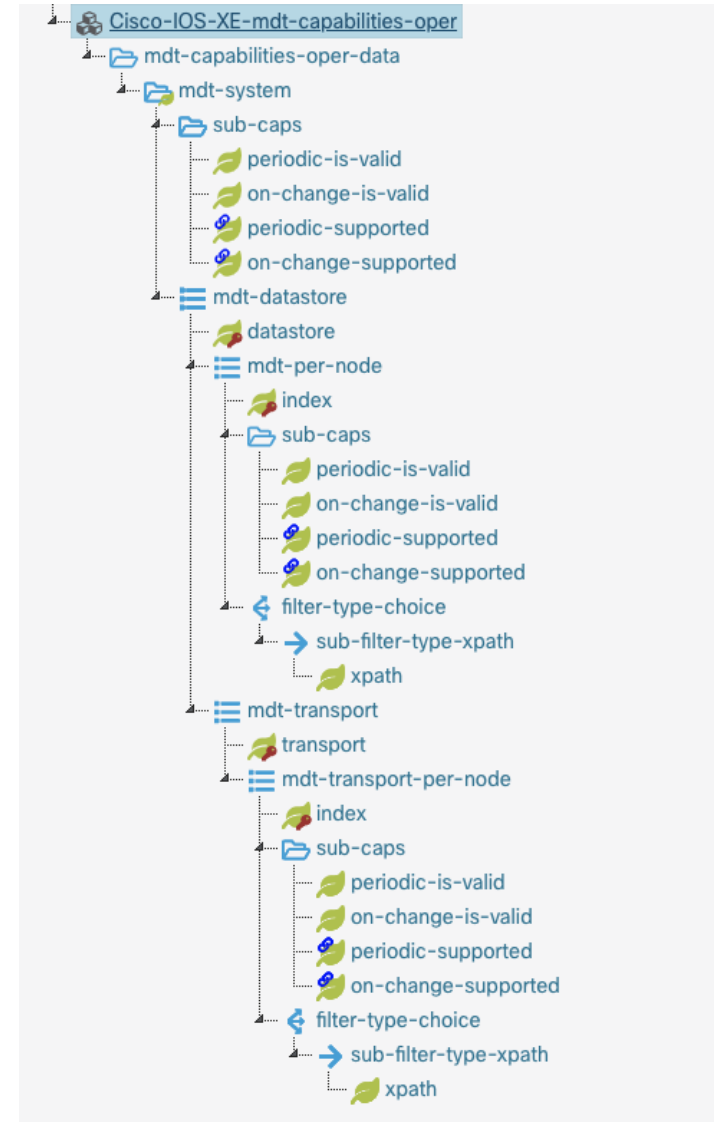 Cisco-IOS-XE-mdt-capabilities-oper
mdt-capabilities-oper-data
mdt-system
sub-caps
periodic-is-valid
on-change-is-valid
periodic-supported
on-change-supported
mdt-datastore
datastore
mdt-per-node
index
sub-caps
periodic-is-valid
on-change-is-valid
periodic-supported
on-change-supported
filter-type-choice
sub-filter-type-xpath
xpath
mdt-transport
transport
mdt-transport-per-node
index
sub-caps
periodic-is-valid
on-change-is-valid
periodic-supported
on-change-supported
filter-type-choice
sub-filter-type-xpath
xpath